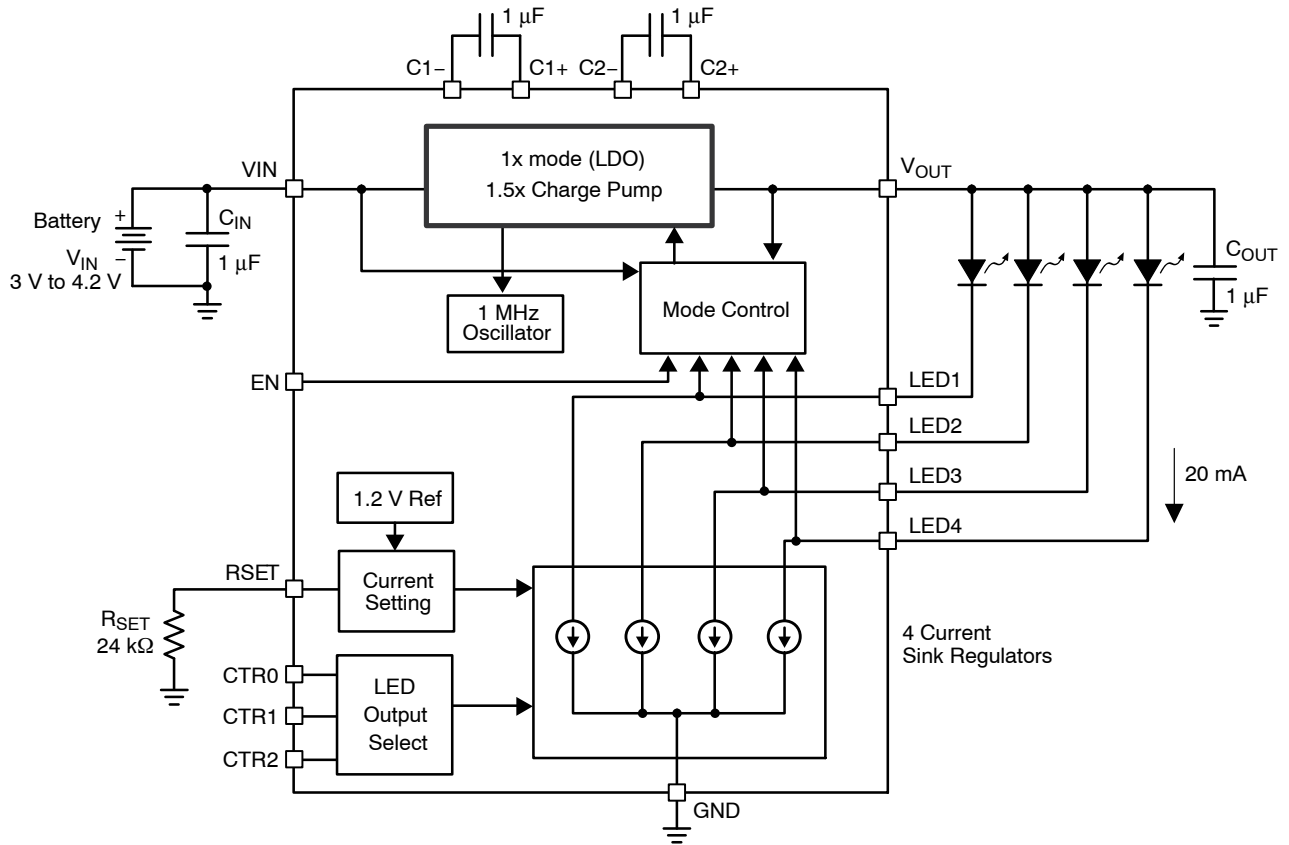 1 μF
1 μF
C1−
C1+
C2−
C2+
VIN
1x mode (LDO)
1.5x Charge Pump
VOUT
Battery
+
CIN
VIN
−
1 μF
3 V to 4.2 V
COUT
1 μF
1 MHz
Oscillator
Mode Control
EN
LED1
LED2
LED3
20 mA
LED4
1.2 V Ref
RSET
Current
Setting
RSET
24 kΩ
4 Current
Sink Regulators
CTR0
CTR1
CTR2
LED
Output
Select
GND